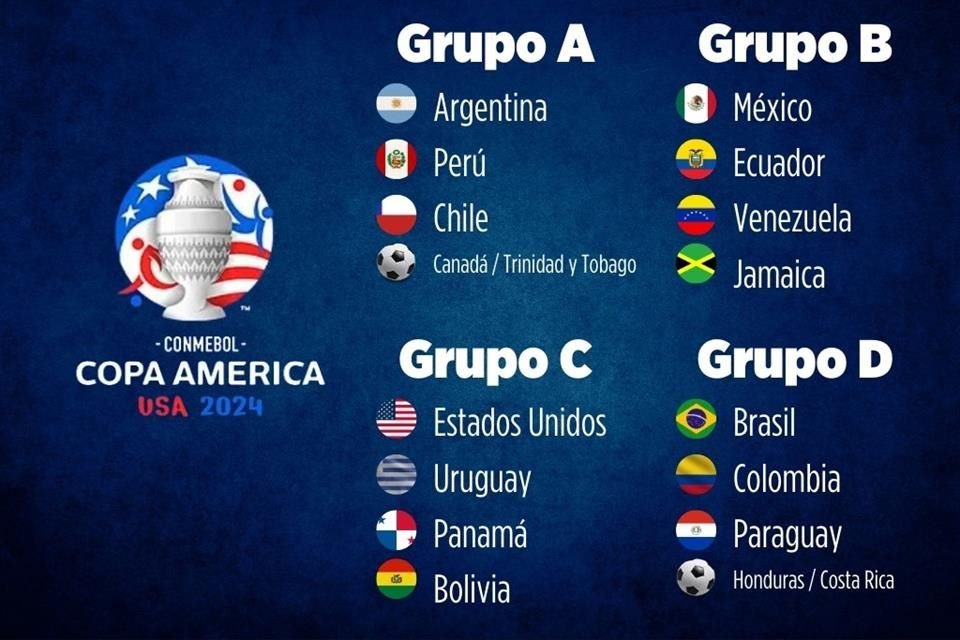 Grupo A
Argentina
Perú
Chile
Canadá / Trinidad y Tobago
Grupo B
México
Ecuador
Venezuela
Jamaica
TM
- CONMEBOL -
COPA AMERICA
USA 2024
Grupo C
Estados Unidos
Uruguay
Panamá
Bolivia
Grupo D
Brasil
Colombia
Paraguay
Honduras / Costa Rica